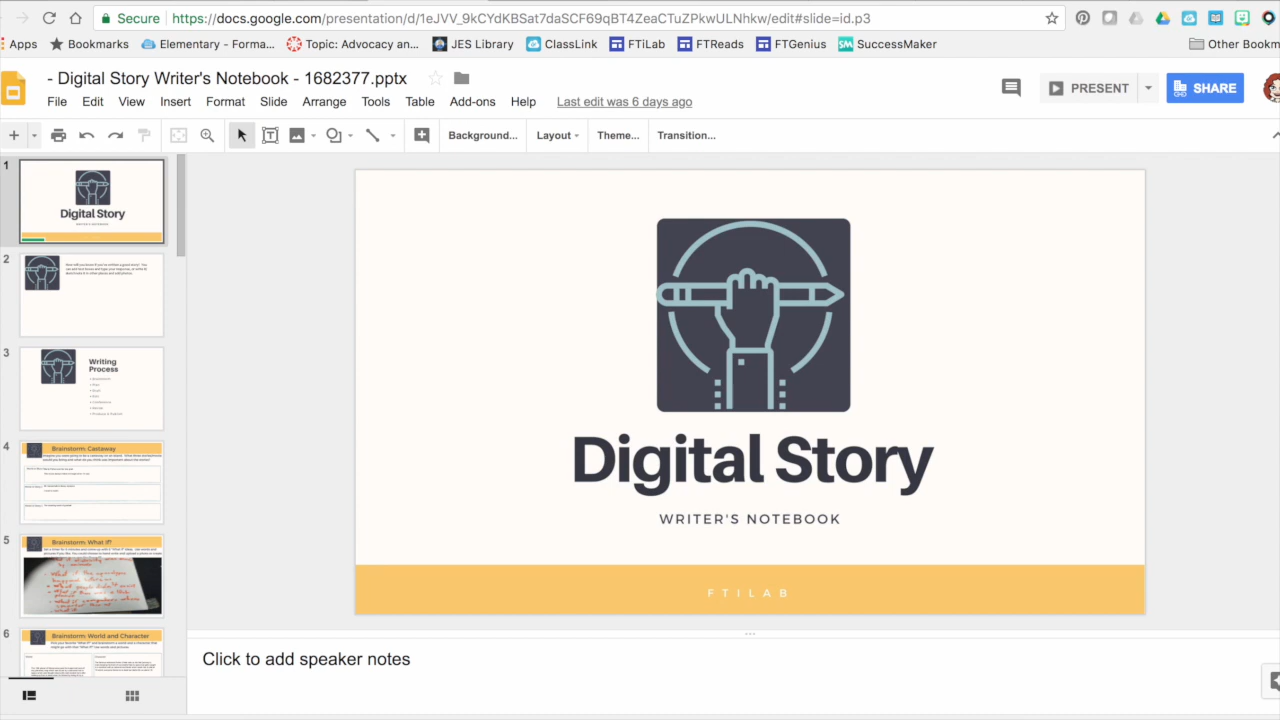 Secure https://docs.google.com/presentation/d/1eJVV_9kCYdKBSat7daSCF69qBT4ZeaCTuZPkwULNhkw/edit#slide=id.p3
Apps Bookmarks Elementary - Forma... Topic: Advocacy an... JES Library ClassLink FTiLab FTReads FTGenius SuccessMaker Other Bookm
- Digital Story Writer's Notebook - 1682377.pptx
File Edit View Insert Format Slide Arrange Tools Table Add-ons Help Last edit was 6 days ago
PRESENT SHARE
Background... Layout Theme... Transition...
1
Digital Story
WRITER'S NOTEBOOK
2
3
Writing
Process
4
Brainstorm: Castaway
5
Brainstorm: What If?
6
Brainstorm: World and Character
Digital Story
WRITER'S NOTEBOOK
FTILAB
Click to add speaker notes